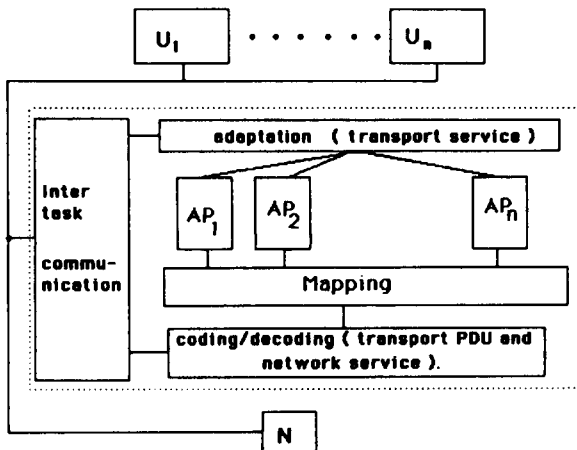 U1 · · · · · · Un
adaptation ( transport service )
Inter
task
commu-
nication
AP1 AP2 APn
Mapping
coding/decoding ( transport PDU and
network service ).
N